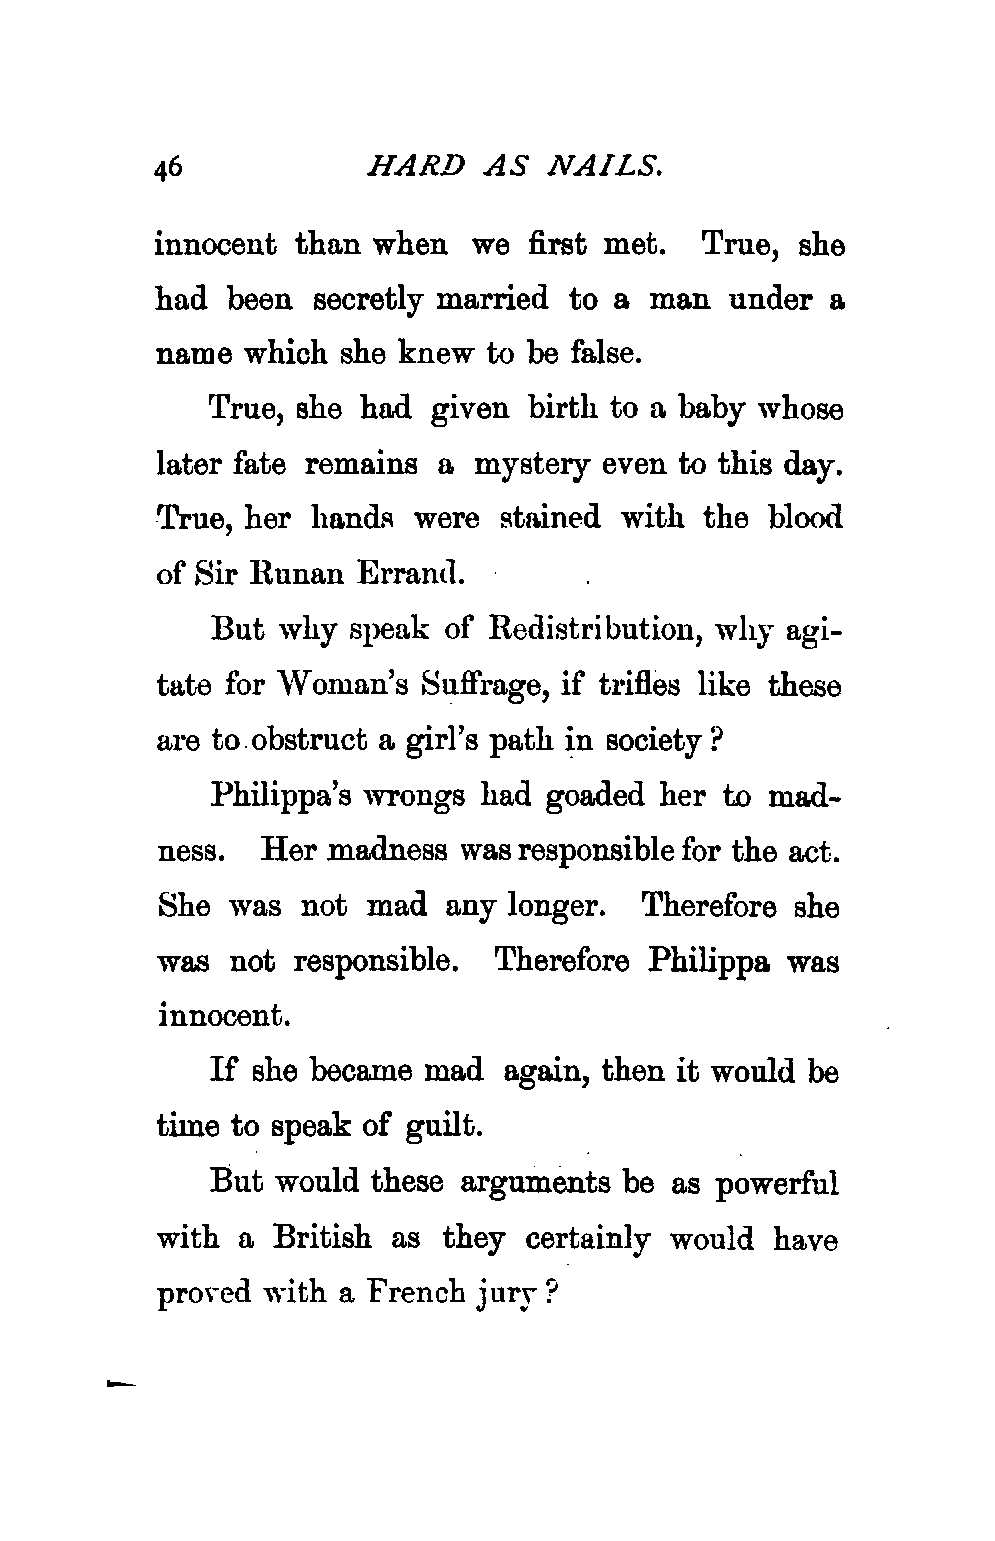 46 HARD AS NAILS.
innocent than when we first met. True, she
had been secretly married to a man under a
name which she knew to be false.
True, she had given birth to a baby whose
later fate remains a mystery even to this day.
True, her hands were stained with the blood
of Sir Runan Errand.
But why speak of Redistribution, why agi-
tate for Woman's Suffrage, if trifles like these
are to obstruct a girl's path in society?
Philippa's wrongs had goaded her to mad-
ness. Her madness was responsible for the act.
She was not mad any longer. Therefore she
was not responsible. Therefore Philippa was
innocent.
If she became mad again, then it would be
time to speak of guilt.
But would these arguments be as powerful
with a British as they certainly would have
proved with a French jury?